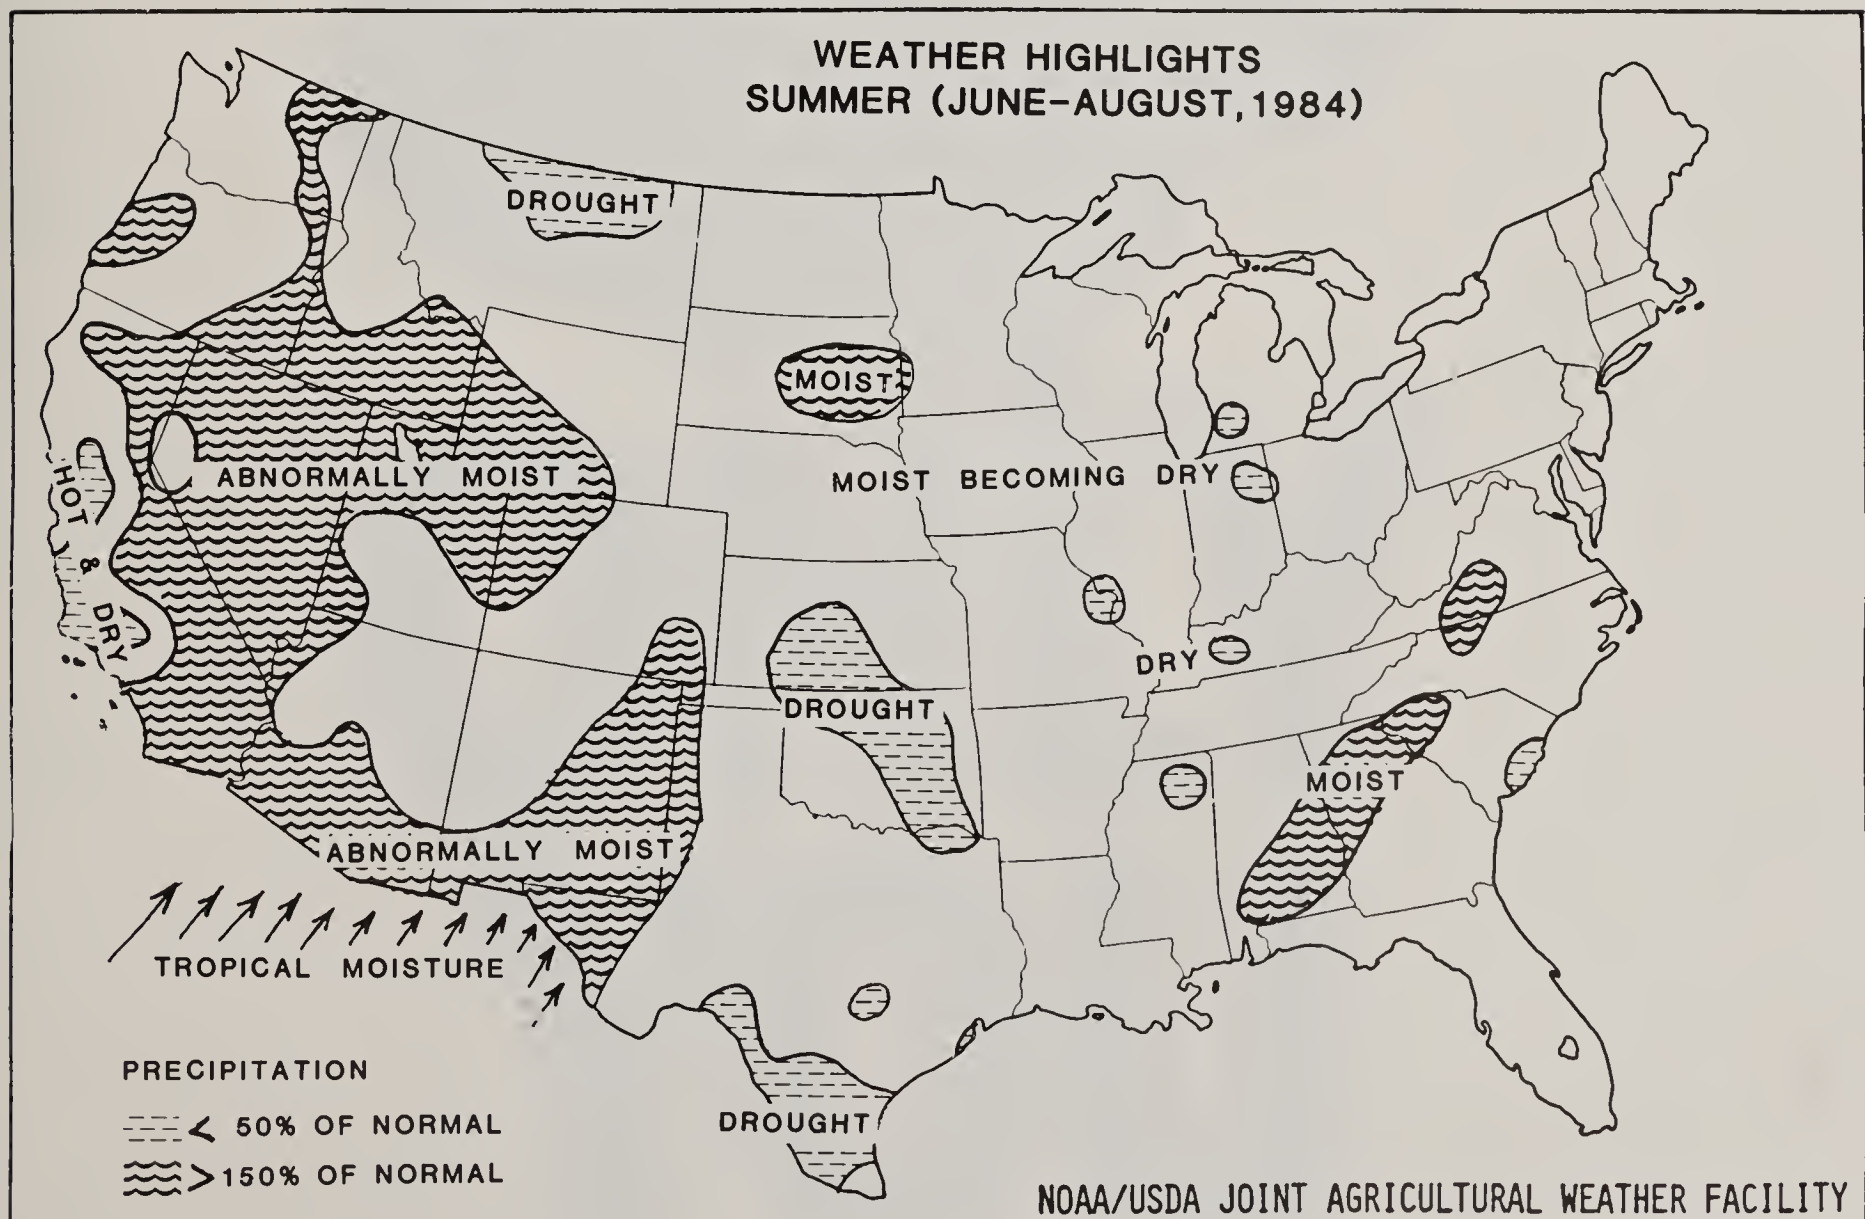 WEATHER HIGHLIGHTS
SUMMER (JUNE-AUGUST, 1984)
DROUGHT
MOIST
ABNORMALLY MOIST
MOIST BECOMING DRY
HOT & DRY
DRY
DROUGHT
MOIST
ABNORMALLY MOIST
TROPICAL MOISTURE
DROUGHT
PRECIPITATION
< 50% OF NORMAL
>150% OF NORMAL
NOAA/USDA JOINT AGRICULTURAL WEATHER FACILITY